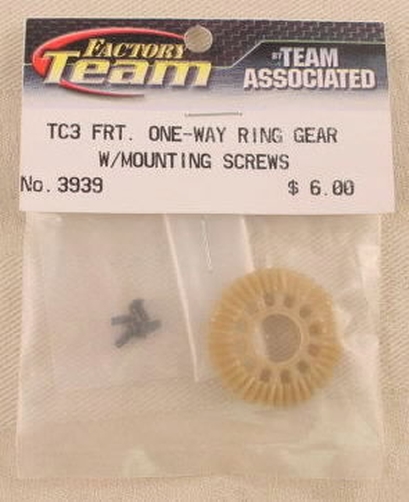 FACTORY
Team
BY TEAM
ASSOCIATED
TC3 FRT. ONE-WAY RING GEAR
W/MOUNTING SCREWS
No. 3939 $ 6.00